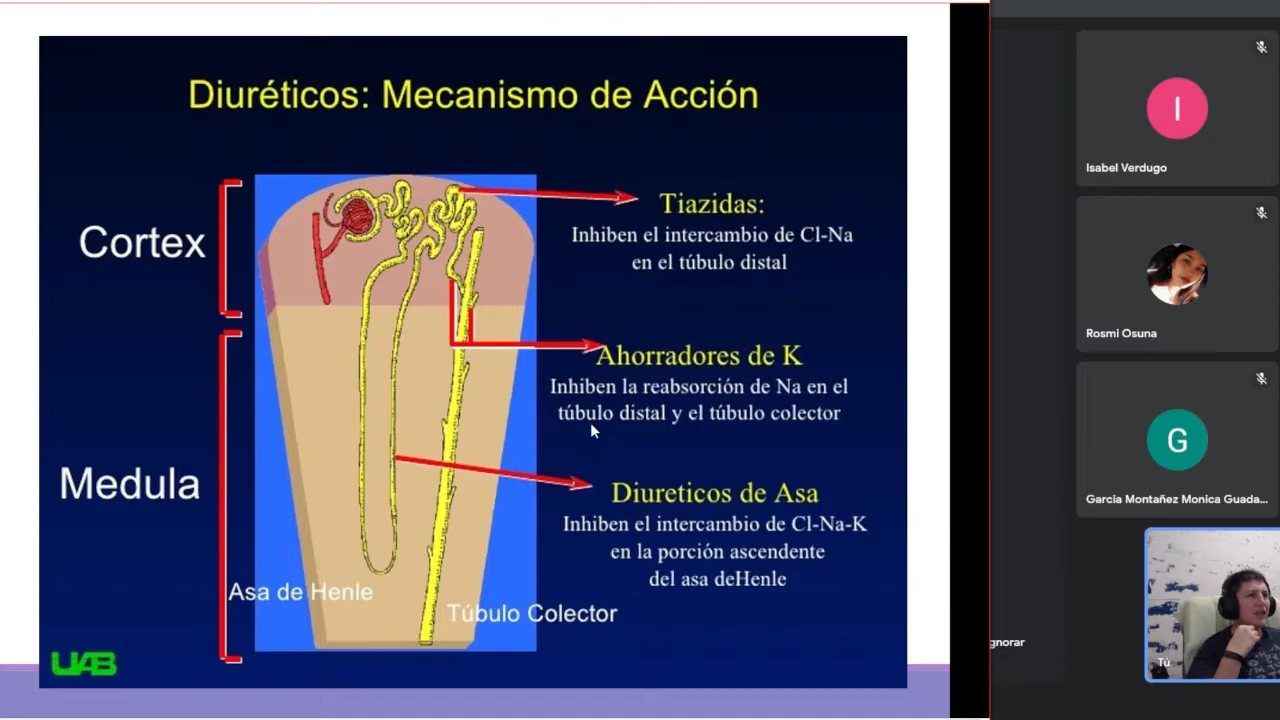 Diuréticos: Mecanismo de Acción
Cortex
Medula
Tiazidas:
Inhiben el intercambio de Cl-Na
en el túbulo distal
Ahorradores de K
Inhiben la reabsorción de Na en el
túbulo distal y el túbulo colector
Diureticos de Asa
Inhiben el intercambio de Cl-Na-K
en la porción ascendente
del asa deHenle
Asa de Henle
Túbulo Colector
UAB
I
Isabel Verdugo
Rosmi Osuna
G
Garcia Montañez Monica Guada...
gnorar
Tú